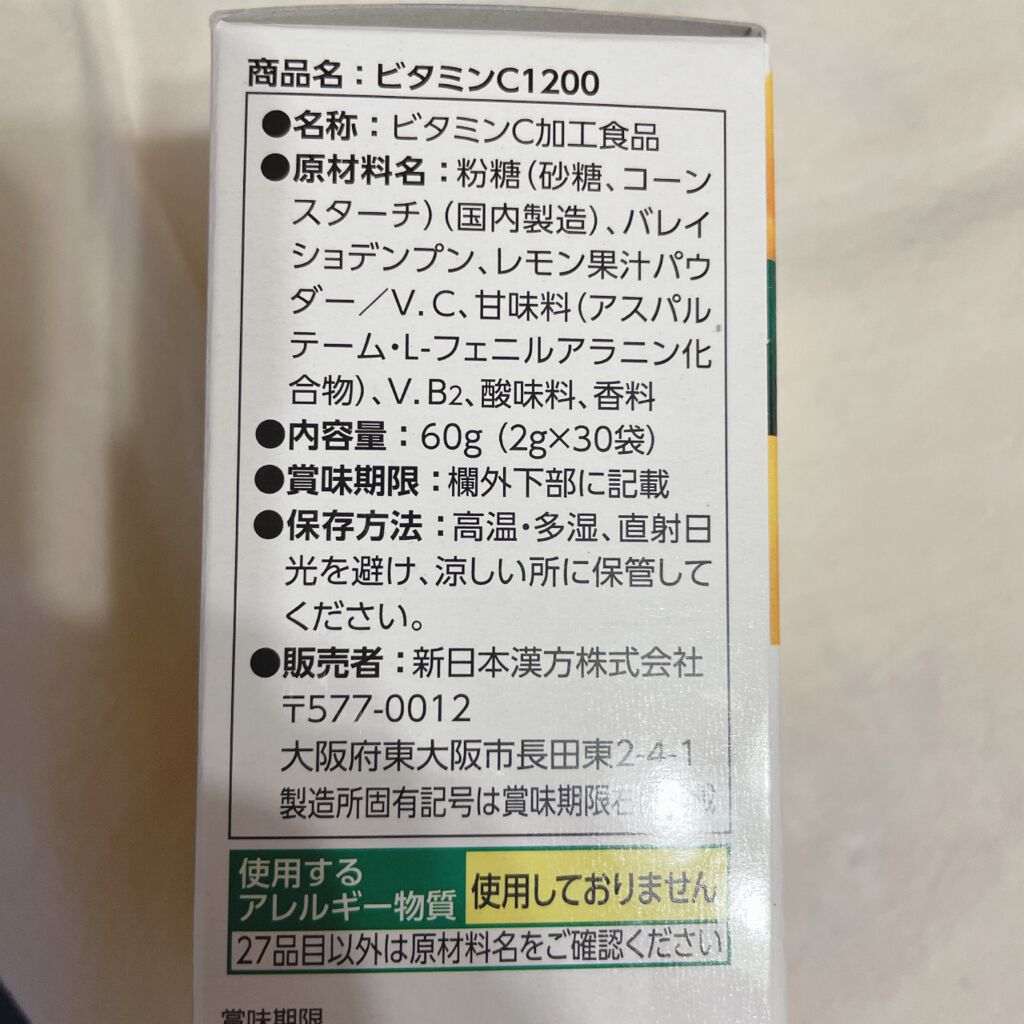 商品名：ビタミンC1200
●名称：ビタミンC加工食品
●原材料名：粉糖（砂糖、コーン
スターチ）（国内製造）、バレイ
ショデンプン、レモン果汁パウ
ダー／V.C、甘味料（アスパル
テーム・L-フェニルアラニン化
合物）、V.B2、酸味料、香料
●内容量：60g（2g×30袋）
●賞味期限：欄外下部に記載
●保存方法：高温・多湿、直射日
光を避け、涼しい所に保管して
ください。
●販売者：新日本漢方株式会社
〒577-0012
大阪府東大阪市長田東2-4-1
製造所固有記号は賞味期限
使用する
アレルギー物質
使用しておりません
27品目以外は原材料名をご確認ください
賞味期限